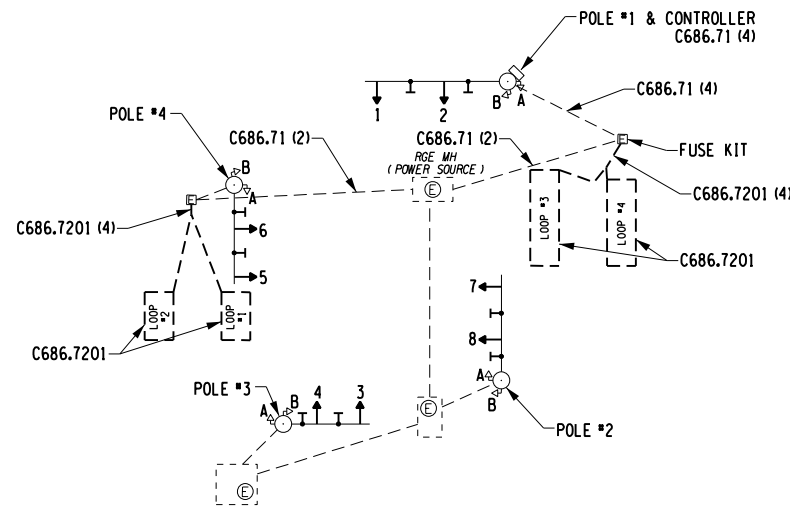 POLE #1 & CONTROLLER
C686.71 (4)
B A
1 2
C686.71 (4)
POLE #4
C686.71 (2)
C686.71 (2)
E
FUSE KIT
RGE MH
(POWER SOURCE)
B
A
E
E
C686.7201 (4)
LOOP #3
LOOP #4
C686.7201 (4)
6
5
C686.7201
7
LOOP #2
LOOP #1
8
C686.7201
POLE #3
A B
4 3
A
B
E
POLE #2
E